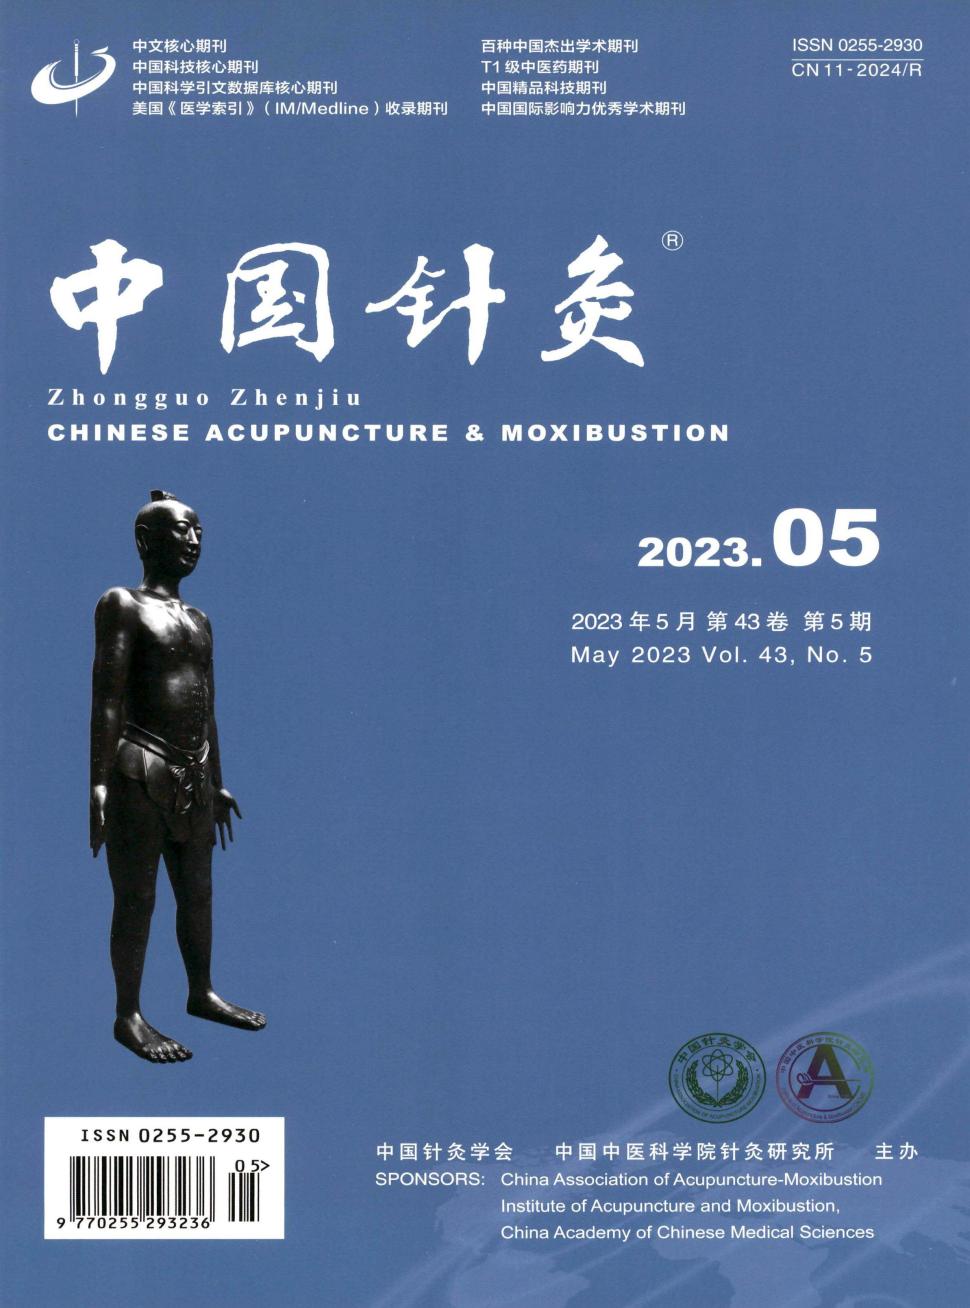 中文核心期刊
中国科技核心期刊
中国科学引文数据库核心期刊
美国《医学索引》(IM/Medline)收录期刊
百种中国杰出学术期刊
T1级中医药期刊
中国精品科技期刊
中国国际影响力优秀学术期刊
ISSN 0255-2930
CN 11-2024/R
中国针灸®
Zhongguo Zhenjiu
CHINESE ACUPUNCTURE & MOXIBUSTION
2023.05
2023年5月 第43卷 第5期
May 2023 Vol. 43, No. 5
中国针灸学会
ISSN 0255-2930
05>
9 770255 293236
中国针灸学会 中国中医科学院针灸研究所 主办
SPONSORS: China Association of Acupuncture-Moxibustion
Institute of Acupuncture and Moxibustion,
China Academy of Chinese Medical Sciences